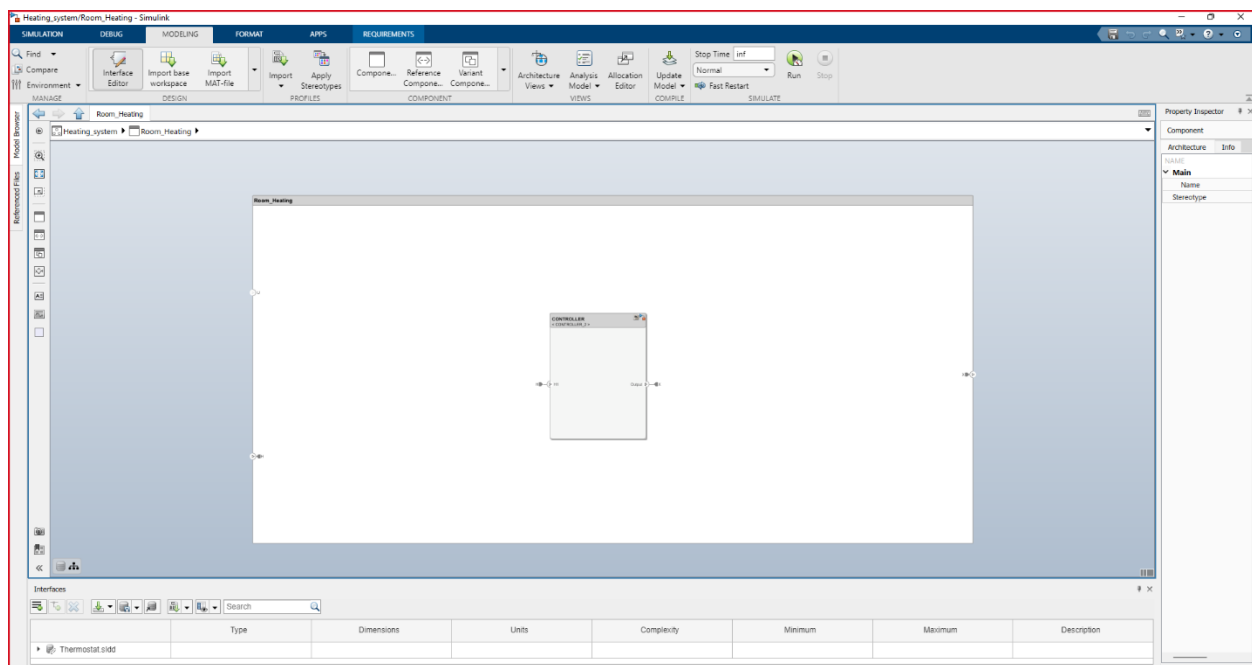 Heating_system/Room_Heating - Simulink
SIMULATION DEBUG MODELING FORMAT APPS REQUIREMENTS
Find
Compare
Environment
MANAGE
Interface Editor
Import base workspace
Import MAT-file
DESIGN
Import
Apply Stereotypes
PROFILES
Compone...
Reference Compone...
Variant Compone...
COMPONENT
Architecture Views
Analysis Model
Allocation Editor
VIEWS
Update Model
COMPILE
Stop Time inf
Normal
Fast Restart
Run
Stop
SIMULATE
Model Browser
Referenced Files
Room_Heating
Heating_system Room_Heating
Room_Heating
CONTROLLER
Output
Property Inspector
Component
Architecture Info
NAME
Main
Name
Stereotype
Interfaces
Search
Type Dimensions Units Complexity Minimum Maximum Description
Thermostat.sldd